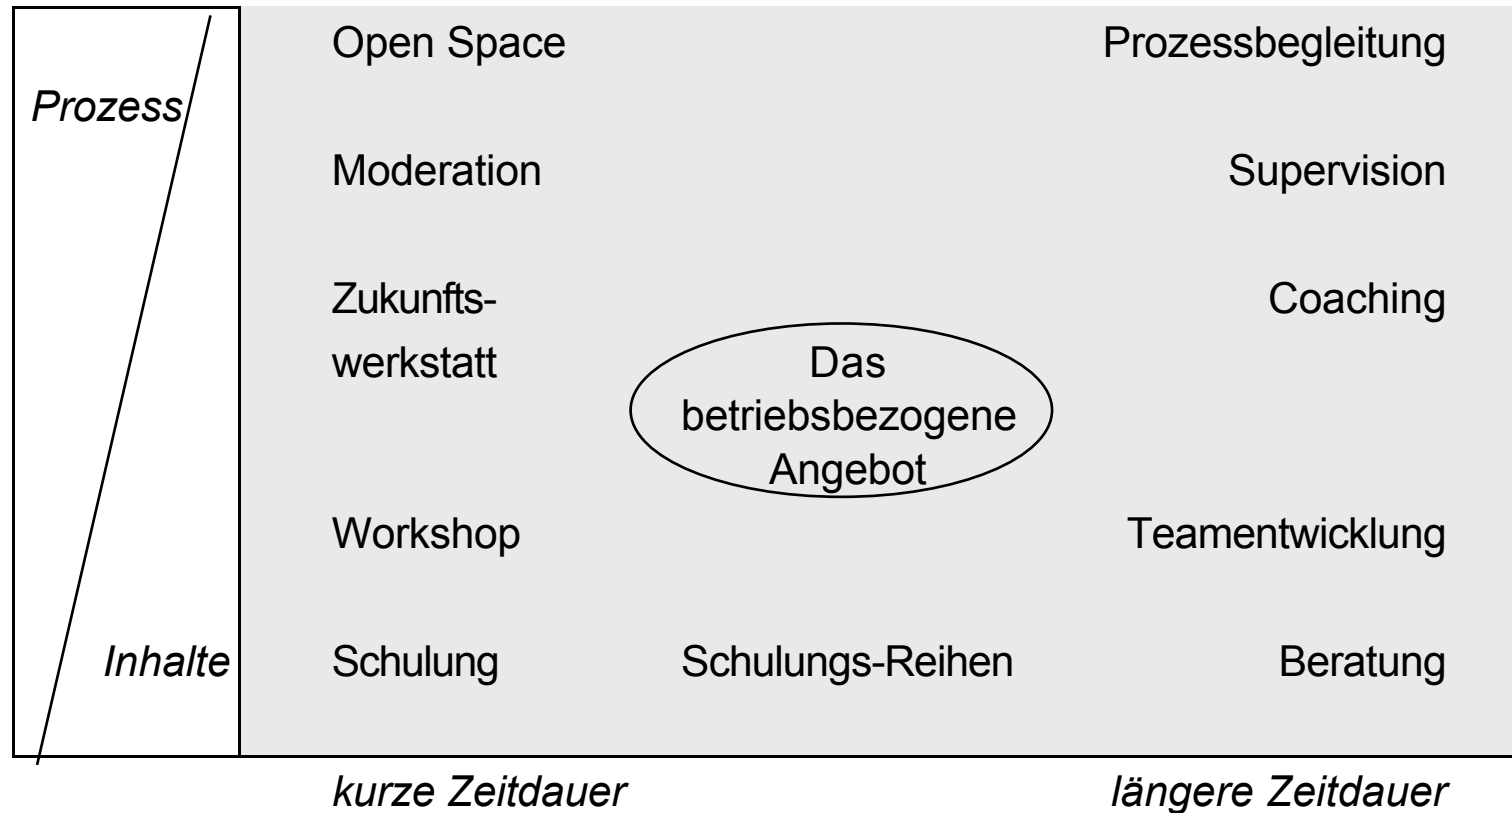 Open Space Prozessbegleitung
Prozess
Moderation Supervision
Zukunfts- Coaching
werkstatt Das
betriebsbezogene
Angebot
Workshop Teamentwicklung
Inhalte Schulung Schulungs-Reihen Beratung
kurze Zeitdauer längere Zeitdauer